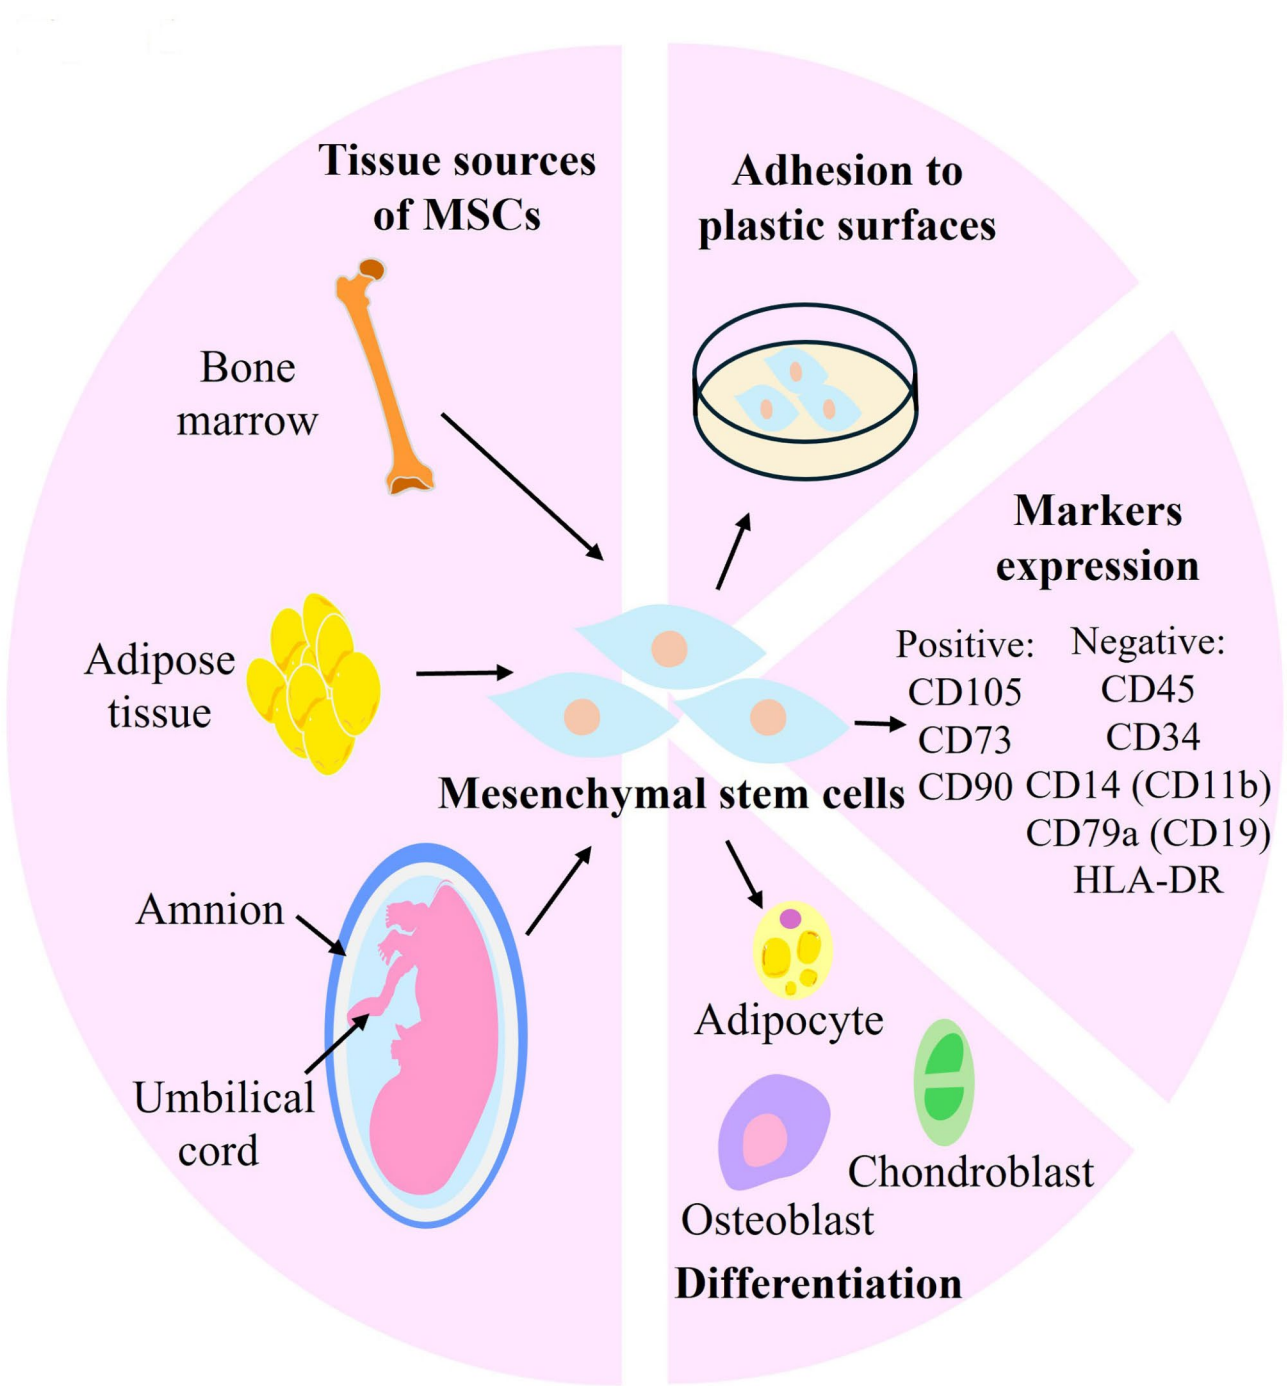 Tissue sources
of MSCs
Bone
marrow
Adipose
tissue
Amnion
Umbilical
cord
Mesenchymal stem cells
Adhesion to
plastic surfaces
Markers
expression
Positive:
CD105
CD73
CD90
Negative:
CD45
CD34
CD14 (CD11b)
CD79a (CD19)
HLA-DR
Adipocyte
Chondroblast
Osteoblast
Differentiation